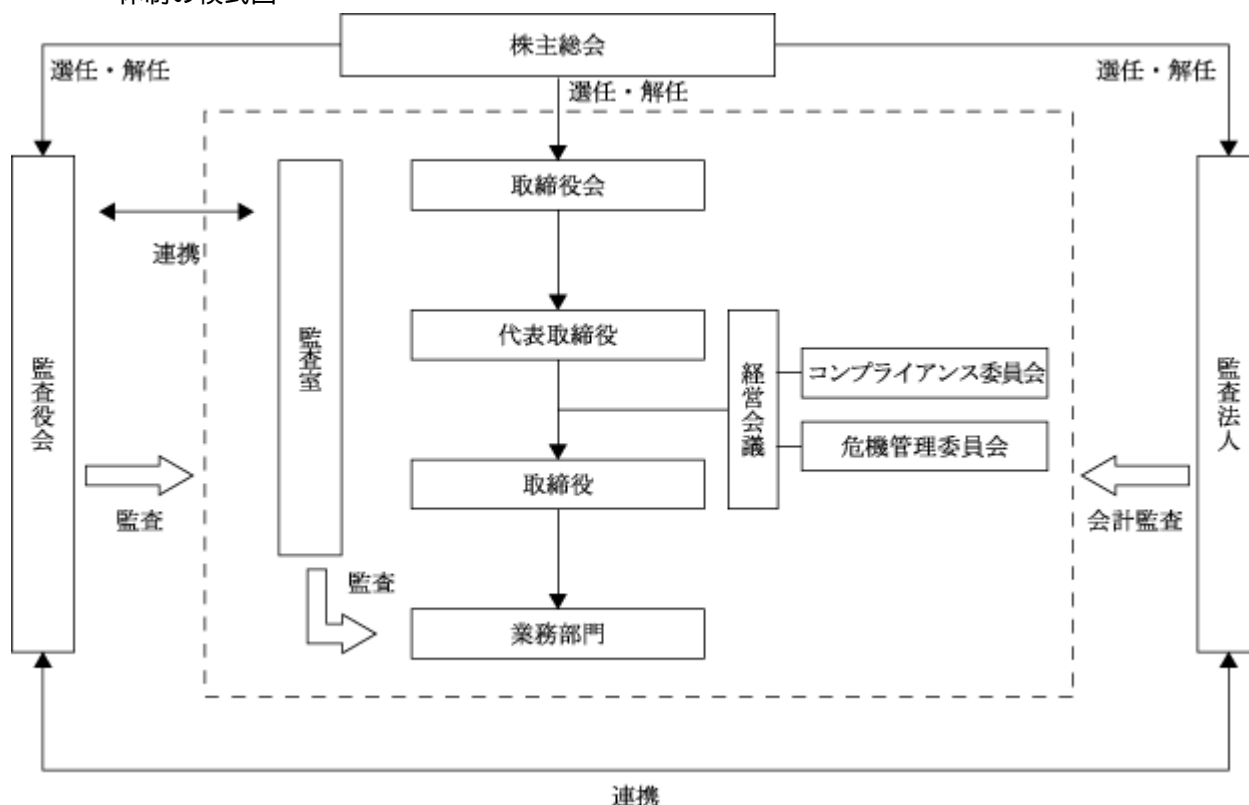 体制の模式図
株主総会
選任・解任
選任・解任
選任・解任
取締役会
連携
代表取締役
監査室
経営会議
コンプライアンス委員会
監査役会
監査法人
危機管理委員会
取締役
監査
会計監査
監査
業務部門
連携